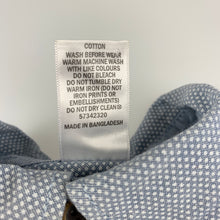 COTTON
WASH BEFORE WEAR
WARM MACHINE WASH
WITH LIKE COLOURS
DO NOT BLEACH
DO NOT TUMBLE DRY
WARM IRON (DO NOT
IRON PRINTS OR
EMBELLISHMENTS)
DO NOT DRY CLEAN
57342320
MADE IN BANGLADESH